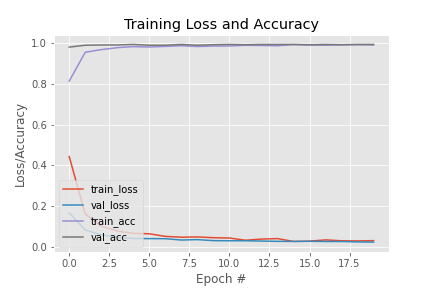 Training Loss and Accuracy
1.0
0.8
0.6
0.4
0.2
0.0
Loss/Accuracy
train_loss
val_loss
train_acc
val_acc
0.0 2.5 5.0 7.5 10.0 12.5 15.0 17.5
Epoch #